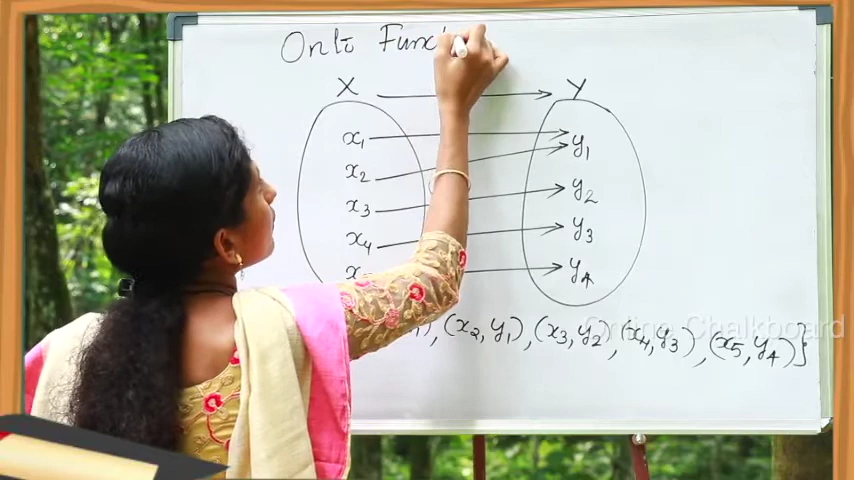 Onto Funct
X Y
x₁ y₁
x₂
x₃ y₂
x₄ y₃
y₄
, (x₂, y₁), (x₃, y₂), (x₄, y₃), (x₅, y₄)}
Online Chalkboard